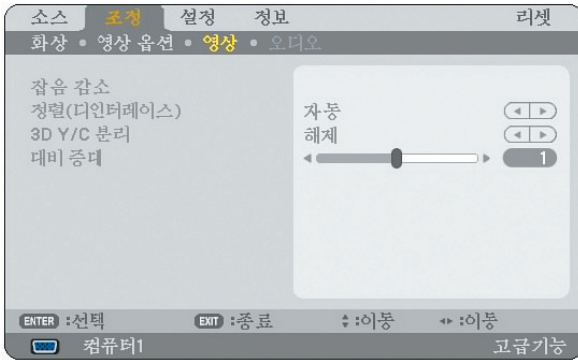 소스 조정 설정 정보 리셋
화상 • 영상 옵션 • 영상 • 오디오
잡음 감소
정렬(디인터레이스) 자동
3D Y/C 분리 해제
대비 증대 1
ENTER :선택 EXIT :종료 :이동 :이동
컴퓨터1 고급기능